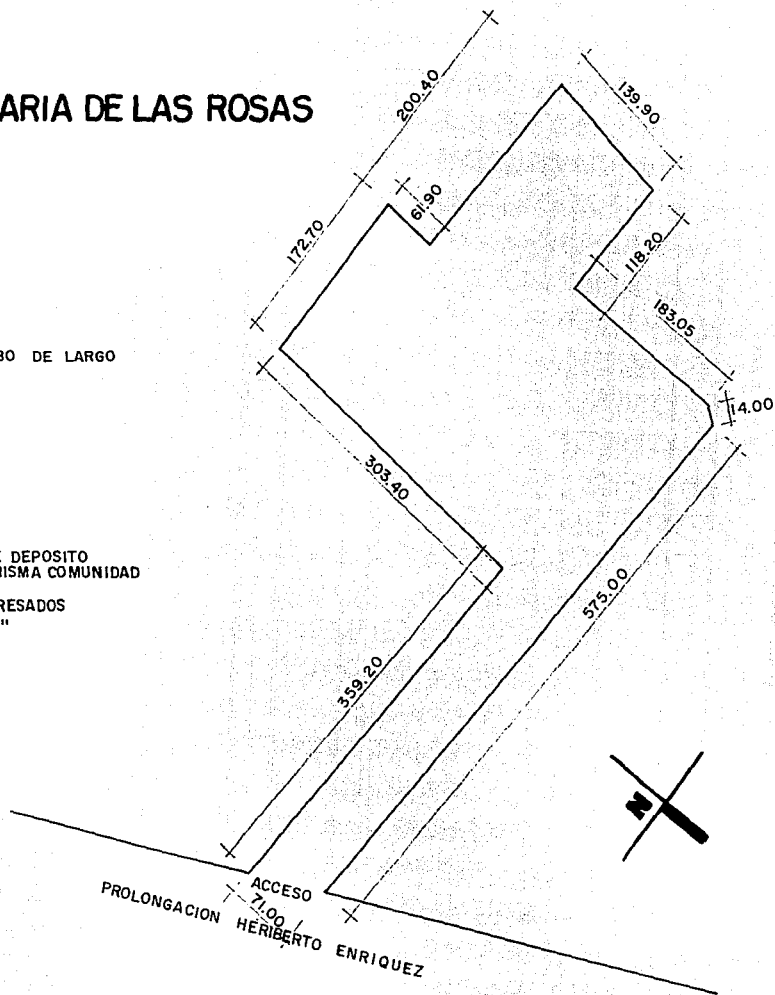 ARIA DE LAS ROSAS
200.40
139.90
61.90
172.70
118.20
183.05
BO DE LARGO
14.00
303.40
DEPOSITO
MISMA COMUNIDAD
RESADOS
"
575.00
359.20
N
ACCESO
71.00
PROLONGACION HERIBERTO ENRIQUEZ